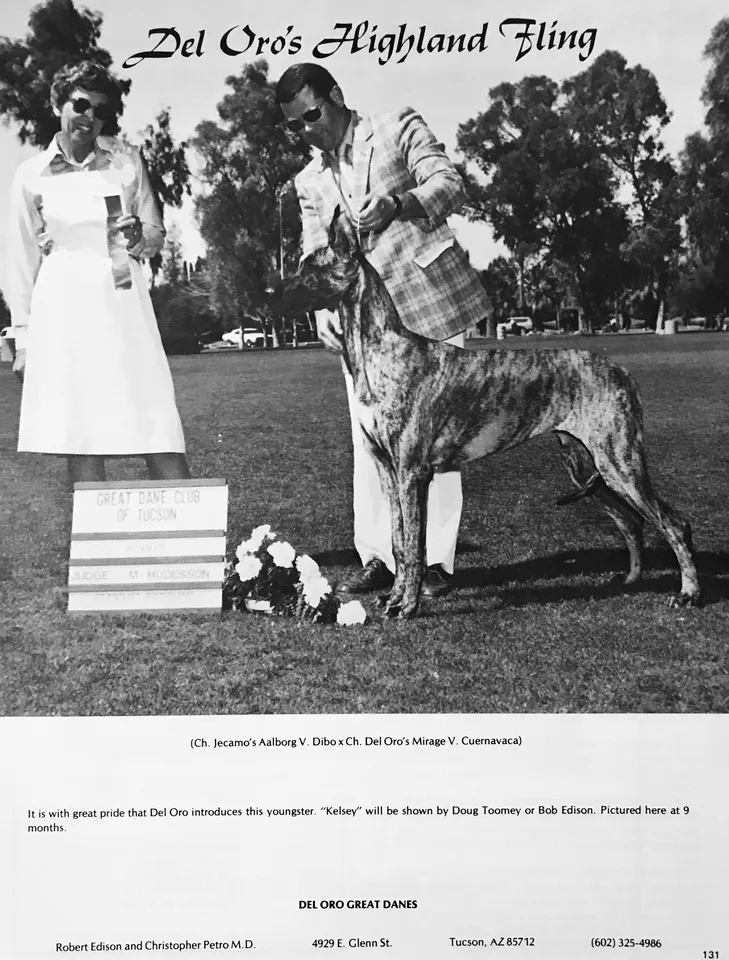 Del Oro's Highland Fling
GREAT DANE CLUB
OF TUCSON
WINNERS
JUDGE M HODESSON
(Ch. Jecamo's Aalborg V. Dibo x Ch. Del Oro's Mirage V. Cuernavaca)
It is with great pride that Del Oro introduces this youngster. "Kelsey" will be shown by Doug Toomey or Bob Edison. Pictured here at 9
months.
DEL ORO GREAT DANES
Robert Edison and Christopher Petro M.D. 4929 E. Glenn St. Tucson, AZ 85712 (602) 325-4986
131